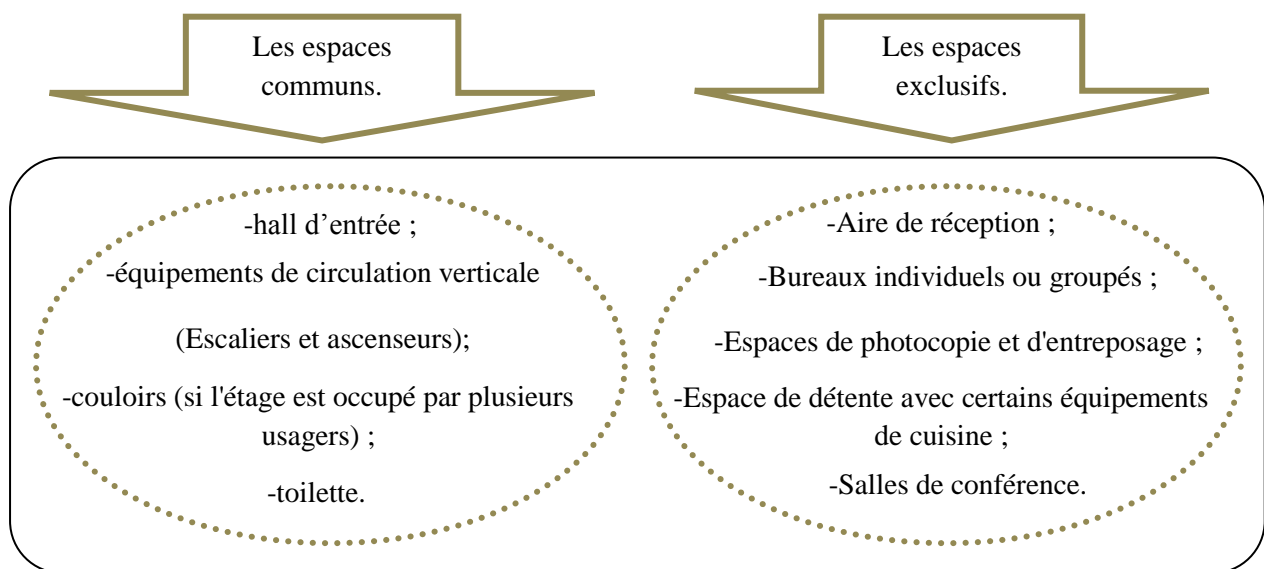 Les espaces
communs.
Les espaces
exclusifs.
-hall d’entrée ;
-équipements de circulation verticale
(Escaliers et ascenseurs);
-couloirs (si l'étage est occupé par plusieurs
usagers) ;
-toilette.
-Aire de réception ;
-Bureaux individuels ou groupés ;
-Espaces de photocopie et d'entreposage ;
-Espace de détente avec certains équipements
de cuisine ;
-Salles de conférence.